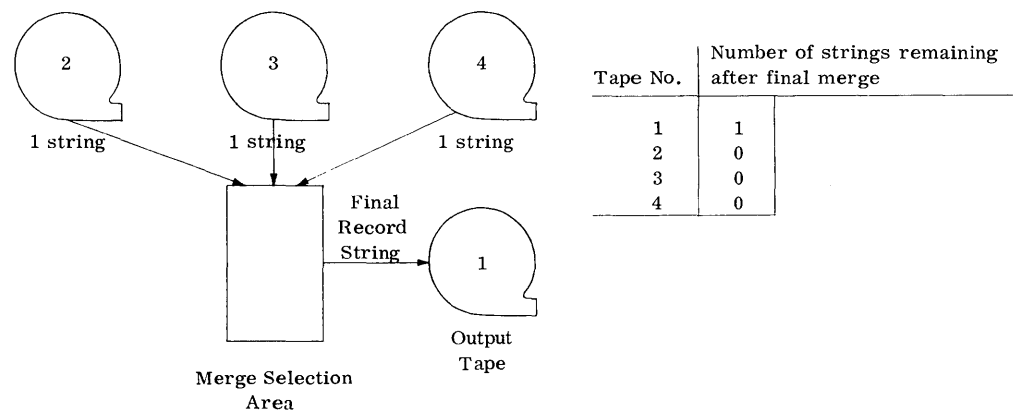 2
3
4
1 string
1 string
1 string
Final
Record
String
1
Output
Tape
Merge Selection
Area
Number of strings remaining
Tape No. after final merge
1 1
2 0
3 0
4 0